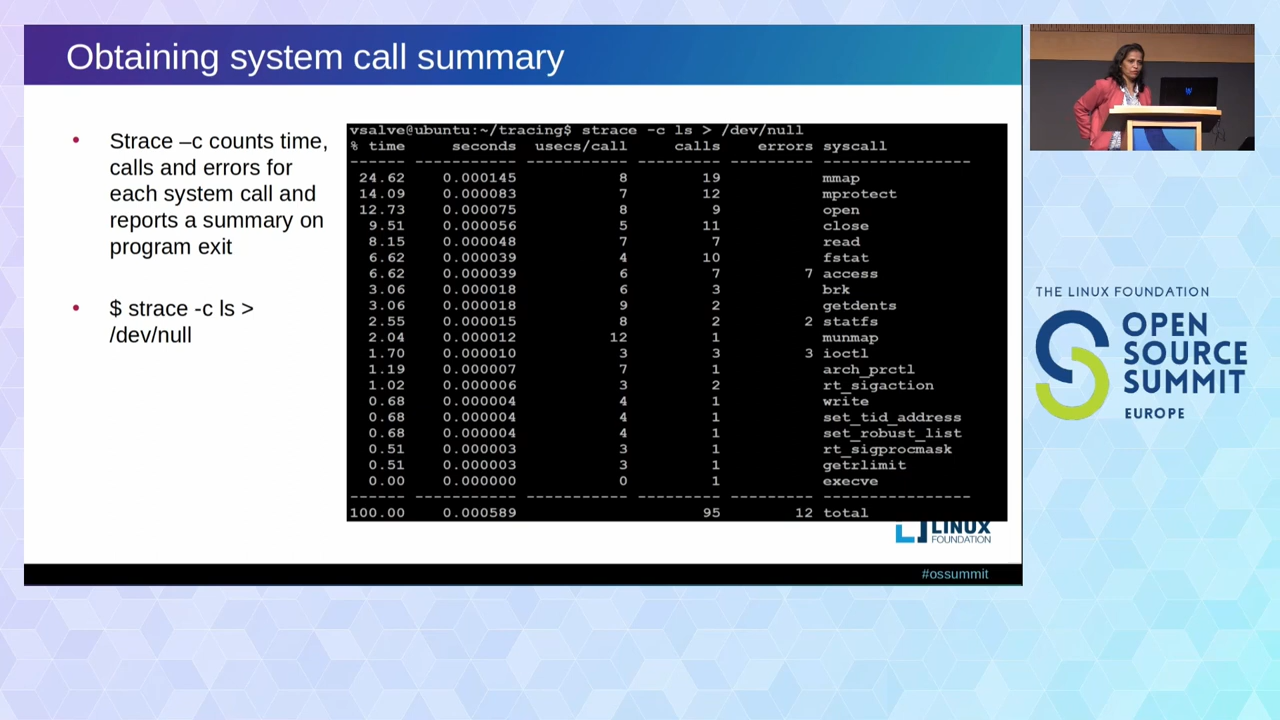 Obtaining system call summary
• Strace –c counts time,
calls and errors for
each system call and
reports a summary on
program exit
• $ strace -c ls >
/dev/null
vsalve@ubuntu:~/tracing$ strace -c ls > /dev/null
% time     seconds  usecs/call     calls    errors syscall
------ ----------- ----------- --------- --------- ----------------
 24.62    0.000145           8        19           mmap
 14.09    0.000083           7        12           mprotect
 12.73    0.000075           8         9           open
  9.51    0.000056           5        11           close
  8.15    0.000048           7         7           read
  6.62    0.000039           4        10           fstat
  6.62    0.000039           6         7         7 access
  3.06    0.000018           6         3           brk
  3.06    0.000018           9         2           getdents
  2.55    0.000015           8         2         2 statfs
  2.04    0.000012          12         1           munmap
  1.70    0.000010           3         3         3 ioctl
  1.19    0.000007           7         1           arch_prctl
  1.02    0.000006           3         2           rt_sigaction
  0.68    0.000004           4         1           write
  0.68    0.000004           4         1           set_tid_address
  0.68    0.000004           4         1           set_robust_list
  0.51    0.000003           3         1           rt_sigprocmask
  0.51    0.000003           3         1           getrlimit
  0.00    0.000000           0         1           execve
------ ----------- ----------- --------- --------- ----------------
100.00    0.000589                    95        12 total
LINUX
FOUNDATION
#ossummit
THE LINUX FOUNDATION
OPEN
SOURCE
SUMMIT
EUROPE